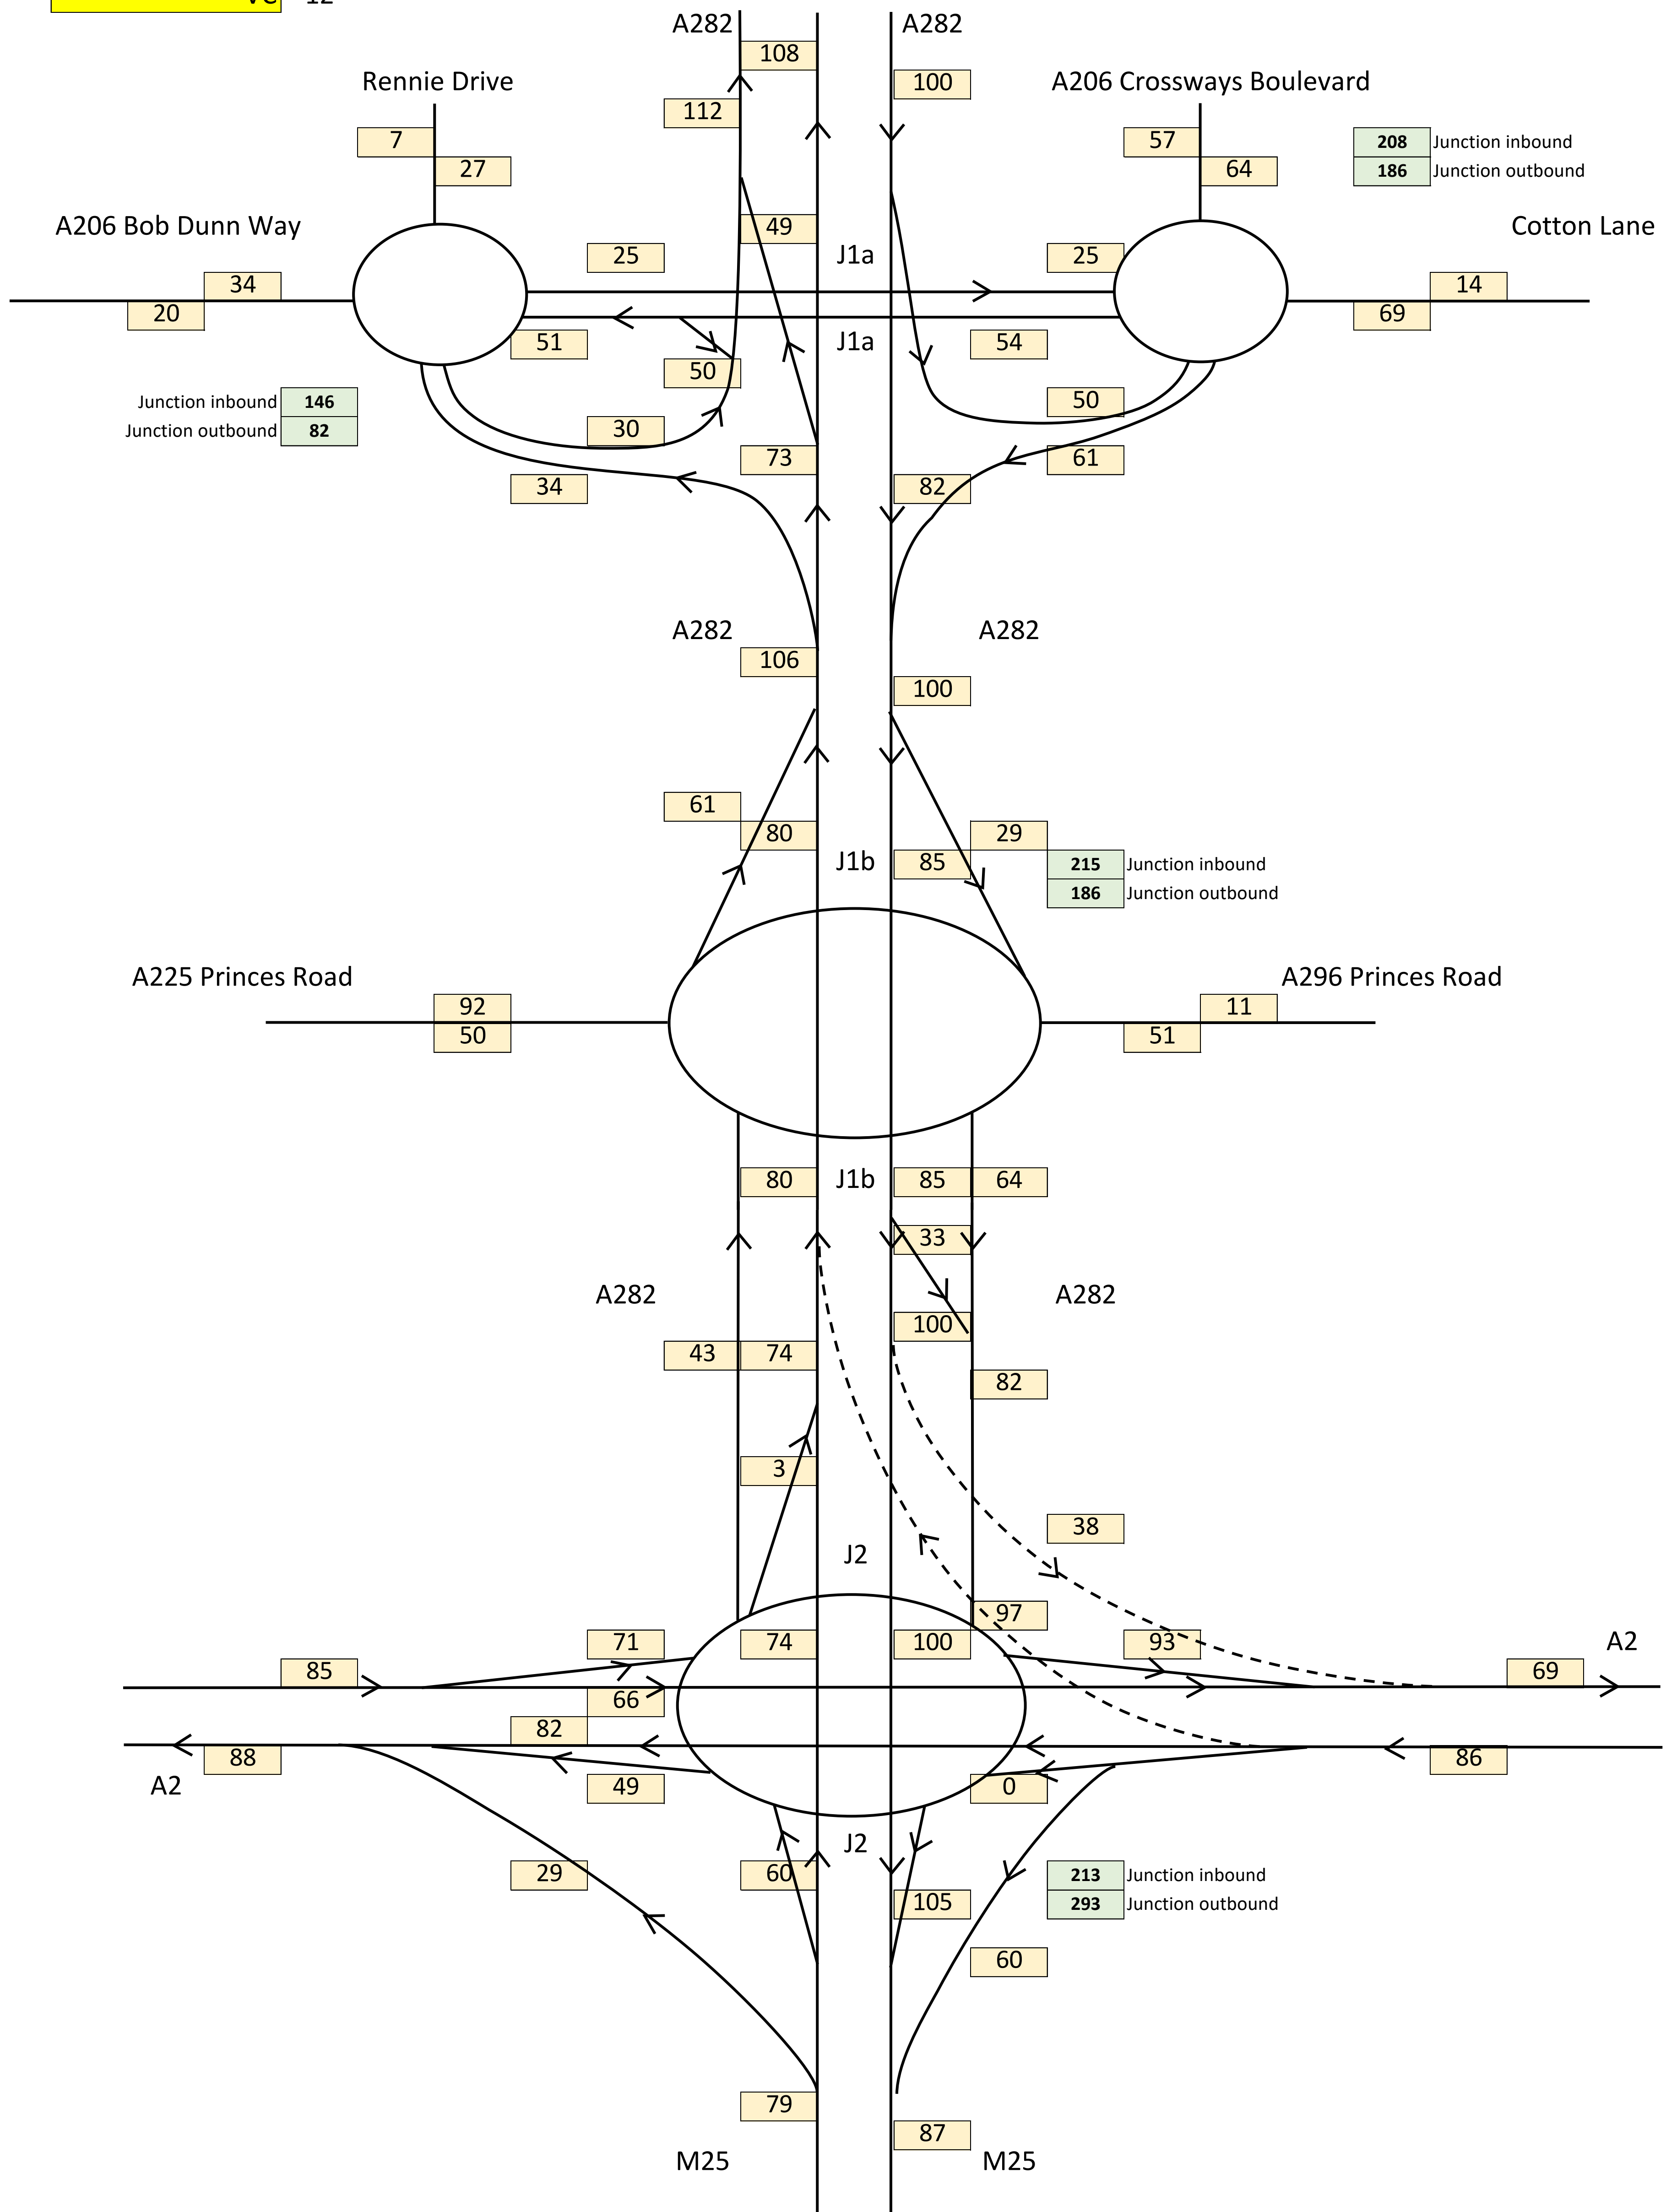 A282
A282
108
100
Rennie Drive
A206 Crossways Boulevard
112
7
57
208 Junction inbound
27
64
186 Junction outbound
A206 Bob Dunn Way
49
Cotton Lane
25
J1a
25
34
14
20
69
51
J1a
54
50
Junction inbound 146
50
Junction outbound 82
30
73
61
34
82
A282
A282
106
100
61
80
29
J1b
85
215 Junction inbound
186 Junction outbound
A225 Princes Road
A296 Princes Road
92
11
50
51
80
J1b
85
64
33
A282
A282
100
43
74
82
3
38
J2
97
71
74
100
93
A2
85
69
66
82
88
86
A2
49
0
J2
29
60
213 Junction inbound
105
293 Junction outbound
60
79
87
M25
M25